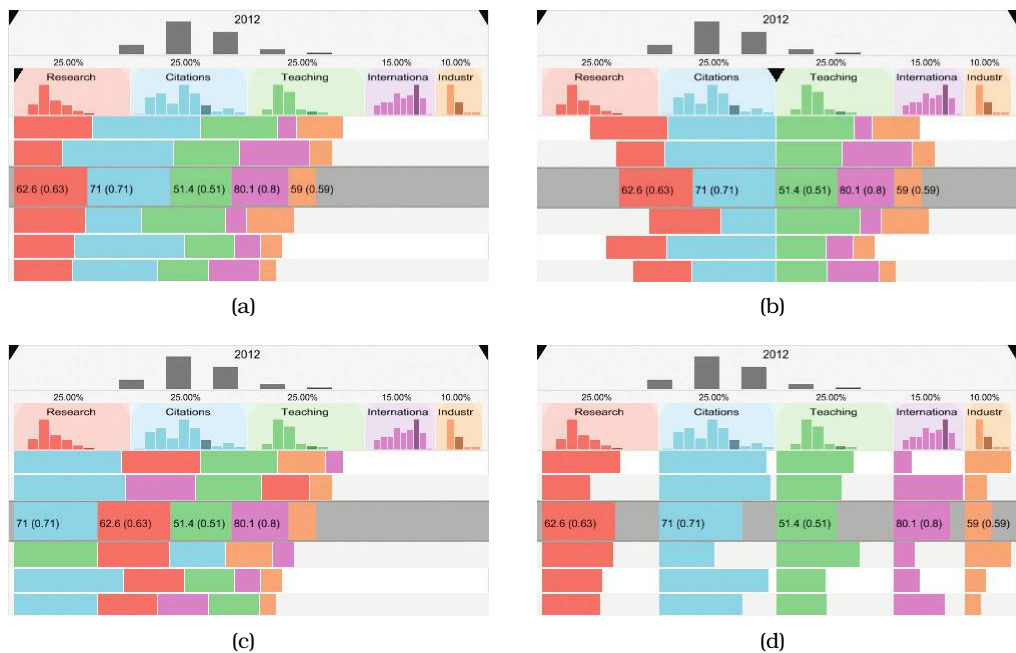 2012
25.00% 25.00% 25.00% 15.00% 10.00%
Research Citations Teaching Internationa Industr
62.6 (0.63) 71 (0.71) 51.4 (0.51) 80.1 (0.8) 59 (0.59)
(a)
2012
25.00% 25.00% 25.00% 15.00% 10.00%
Research Citations Teaching Internationa Industr
62.6 (0.63) 71 (0.71) 51.4 (0.51) 80.1 (0.8) 59 (0.59)
(b)
2012
25.00% 25.00% 25.00% 15.00% 10.00%
Research Citations Teaching Internationa Industr
71 (0.71) 62.6 (0.63) 51.4 (0.51) 80.1 (0.8)
(c)
2012
25.00% 25.00% 25.00% 15.00% 10.00%
Research Citations Teaching Internationa Industr
62.6 (0.63) 71 (0.71) 51.4 (0.51) 80.1 (0.8) 59 (0.59)
(d)